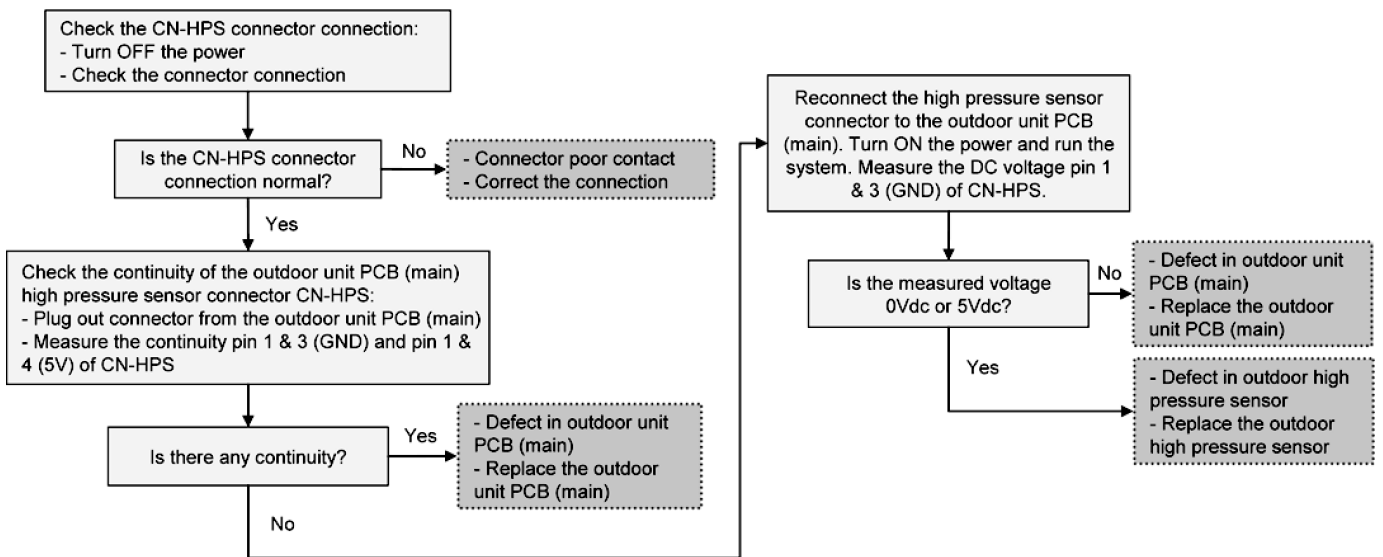 Check the CN-HPS connector connection:
- Turn OFF the power
- Check the connector connection
Is the CN-HPS connector
connection normal?
No
- Connector poor contact
- Correct the connection
Yes
Check the continuity of the outdoor unit PCB (main)
high pressure sensor connector CN-HPS:
- Plug out connector from the outdoor unit PCB (main)
- Measure the continuity pin 1 & 3 (GND) and pin 1 &
4 (5V) of CN-HPS
Is there any continuity?
Yes
- Defect in outdoor unit
PCB (main)
- Replace the outdoor
unit PCB (main)
No
Reconnect the high pressure sensor
connector to the outdoor unit PCB
(main). Turn ON the power and run the
system. Measure the DC voltage pin 1
& 3 (GND) of CN-HPS.
Is the measured voltage
0Vdc or 5Vdc?
No
- Defect in outdoor unit
PCB (main)
- Replace the outdoor
unit PCB (main)
Yes
- Defect in outdoor high
pressure sensor
- Replace the outdoor
high pressure sensor